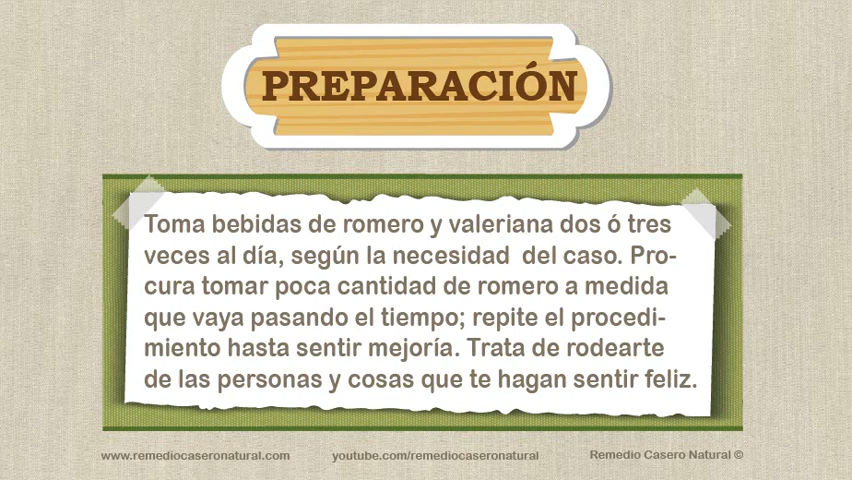 PREPARACIÓN
Toma bebidas de romero y valeriana dos ó tres
veces al día, según la necesidad del caso. Pro-
cura tomar poca cantidad de romero a medida
que vaya pasando el tiempo; repite el procedi-
miento hasta sentir mejoría. Trata de rodearte
de las personas y cosas que te hagan sentir feliz.
www.remediocaseronatural.com youtube.com/remediocaseronatural Remedio Casero Natural ©